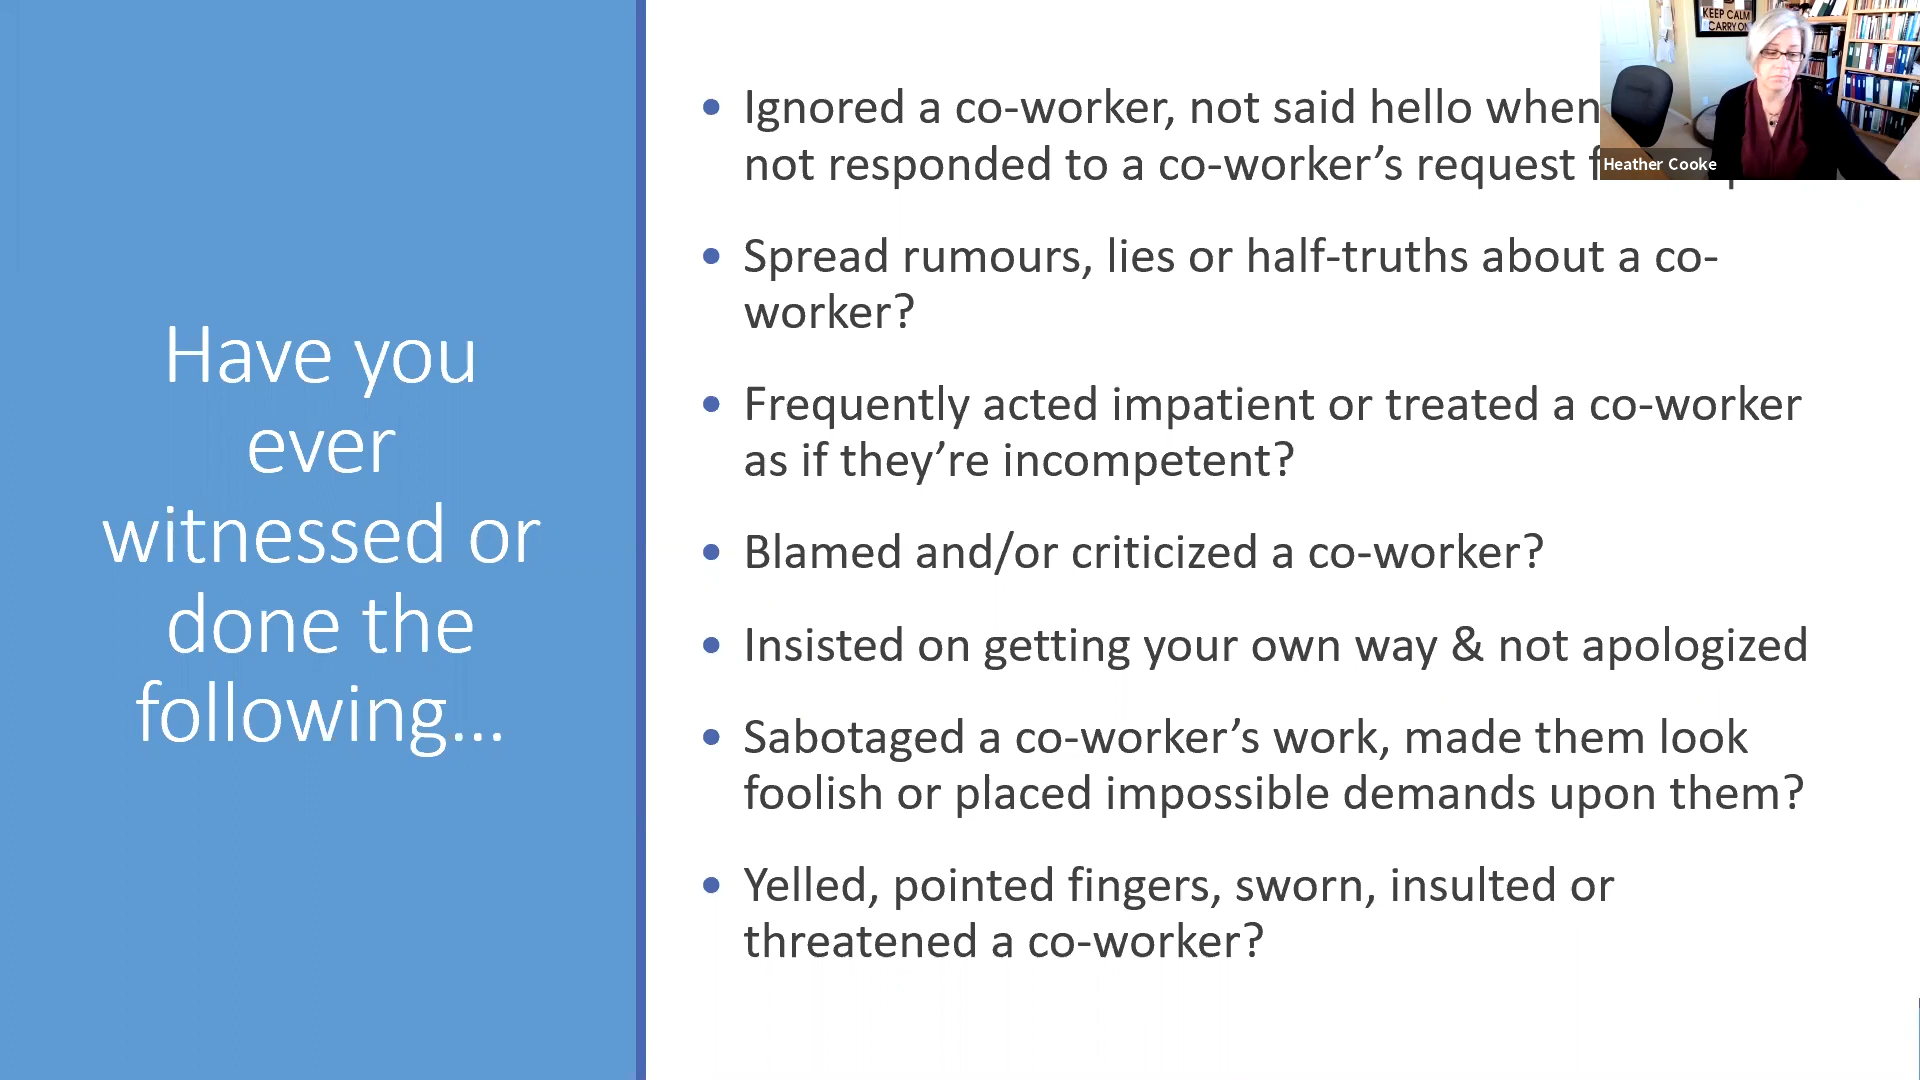 Have you
ever
witnessed or
done the
following...
• Ignored a co-worker, not said hello when
not responded to a co-worker’s request
• Spread rumours, lies or half-truths about a co-
worker?
• Frequently acted impatient or treated a co-worker
as if they’re incompetent?
• Blamed and/or criticized a co-worker?
• Insisted on getting your own way & not apologized
• Sabotaged a co-worker’s work, made them look
foolish or placed impossible demands upon them?
• Yelled, pointed fingers, sworn, insulted or
threatened a co-worker?
KEEP CALM
CARRY ON
Heather Cooke